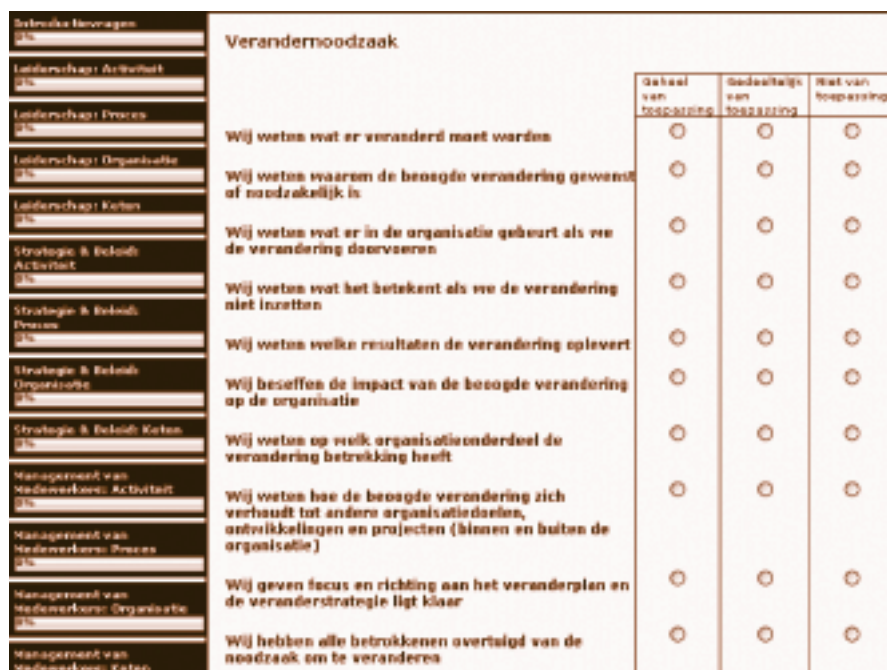 Introductievragen
0%
Leiderschap: Activiteit
0%
Leiderschap: Proces
0%
Leiderschap: Organisatie
0%
Leiderschap: Keten
0%
Strategie & Beleid:
Activiteit
0%
Strategie & Beleid:
Proces
0%
Strategie & Beleid:
Organisatie
0%
Strategie & Beleid: Keten
0%
Management van
Medewerkers: Activiteit
0%
Management van
Medewerkers: Proces
0%
Management van
Medewerkers: Organisatie
0%
Management van
Medewerkers: Keten
Verandernoodzaak
Geheel
van
toepassing
Gedeeltelijk
van
toepassing
Niet van
toepassing
Wij weten wat er veranderd moet worden
Wij weten waarom de beoogde verandering gewenst
of noodzakelijk is
Wij weten wat er in de organisatie gebeurt als we
de verandering doorvoeren
Wij weten wat het betekent als we de verandering
niet inzetten
Wij weten welke resultaten de verandering oplevert
Wij beseffen de impact van de beoogde verandering
op de organisatie
Wij weten op welk organisatieonderdeel de
verandering betrekking heeft
Wij weten hoe de beoogde verandering zich
verhoudt tot andere organisatiedoelen,
ontwikkelingen en projecten (binnen en buiten de
organisatie)
Wij geven focus en richting aan het veranderplan en
de veranderstrategie ligt klaar
Wij hebben alle betrokkenen overtuigd van de
noodzaak om te veranderen